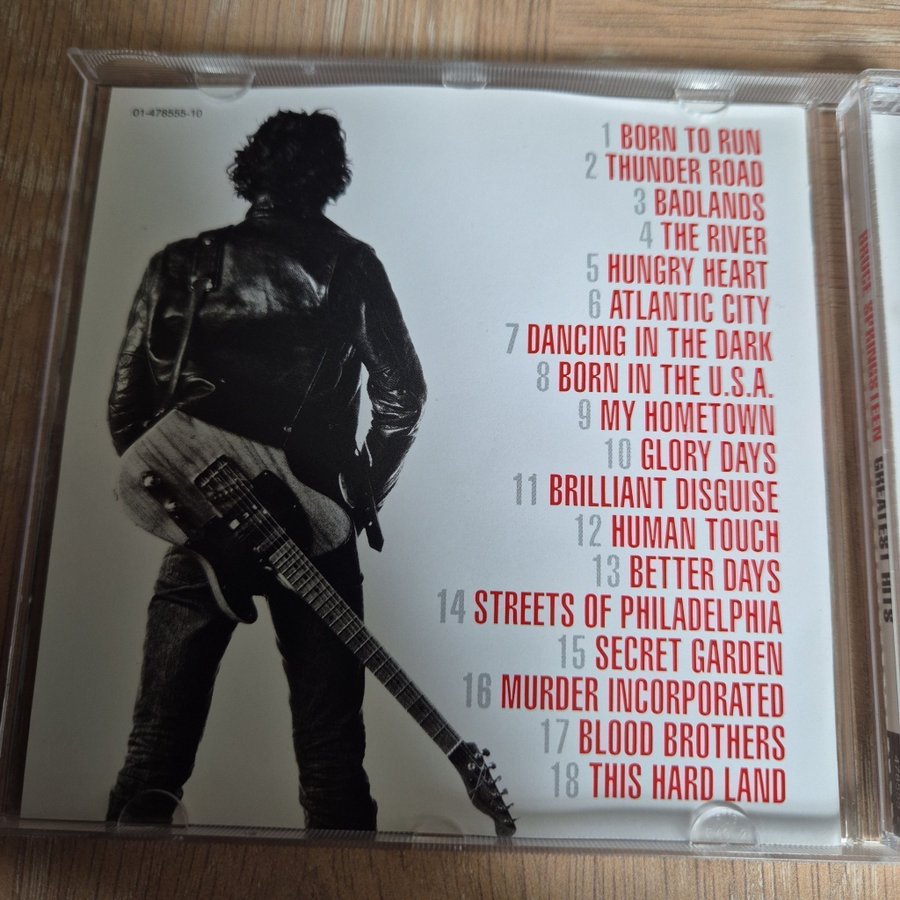 01-478555-10
1 BORN TO RUN
2 THUNDER ROAD
3 BADLANDS
4 THE RIVER
5 HUNGRY HEART
6 ATLANTIC CITY
7 DANCING IN THE DARK
8 BORN IN THE U.S.A.
9 MY HOMETOWN
10 GLORY DAYS
11 BRILLIANT DISGUISE
12 HUMAN TOUCH
13 BETTER DAYS
14 STREETS OF PHILADELPHIA
15 SECRET GARDEN
16 MURDER INCORPORATED
17 BLOOD BROTHERS
18 THIS HARD LAND
BRUCE SPRINGSTEEN GREATEST HITS